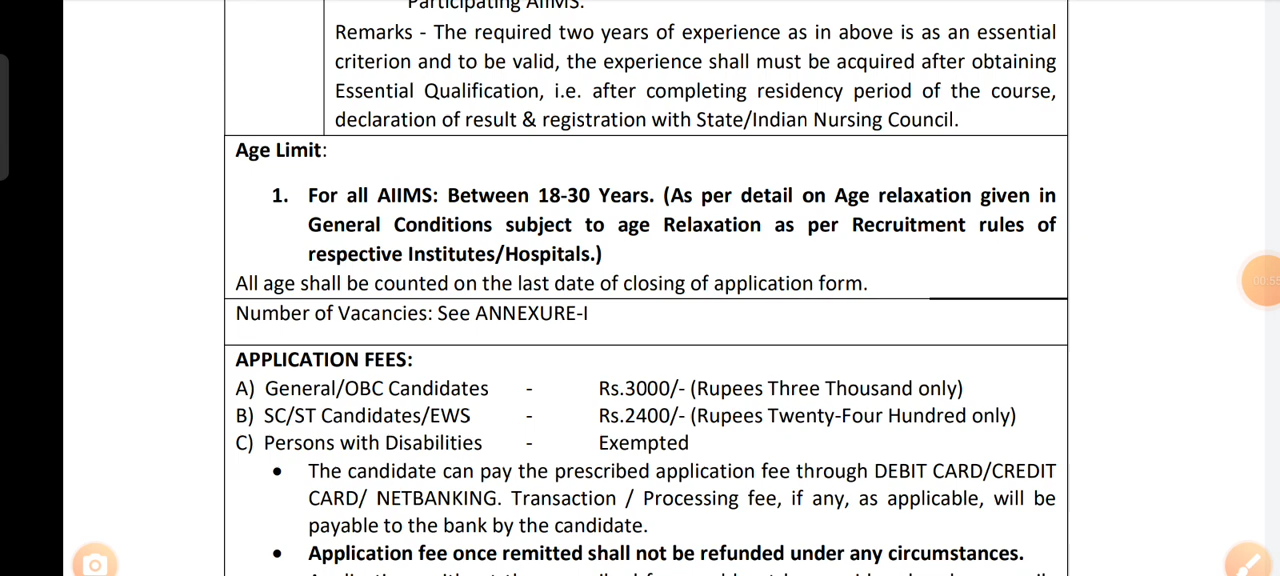 Participating AIIMS.
Remarks - The required two years of experience as in above is as an essential
criterion and to be valid, the experience shall must be acquired after obtaining
Essential Qualification, i.e. after completing residency period of the course,
declaration of result & registration with State/Indian Nursing Council.
Age Limit:
1. For all AIIMS: Between 18-30 Years. (As per detail on Age relaxation given in
General Conditions subject to age Relaxation as per Recruitment rules of
respective Institutes/Hospitals.)
All age shall be counted on the last date of closing of application form.
Number of Vacancies: See ANNEXURE-I
APPLICATION FEES:
A) General/OBC Candidates - Rs.3000/- (Rupees Three Thousand only)
B) SC/ST Candidates/EWS - Rs.2400/- (Rupees Twenty-Four Hundred only)
C) Persons with Disabilities - Exempted
• The candidate can pay the prescribed application fee through DEBIT CARD/CREDIT
CARD/ NETBANKING. Transaction / Processing fee, if any, as applicable, will be
payable to the bank by the candidate.
• Application fee once remitted shall not be refunded under any circumstances.